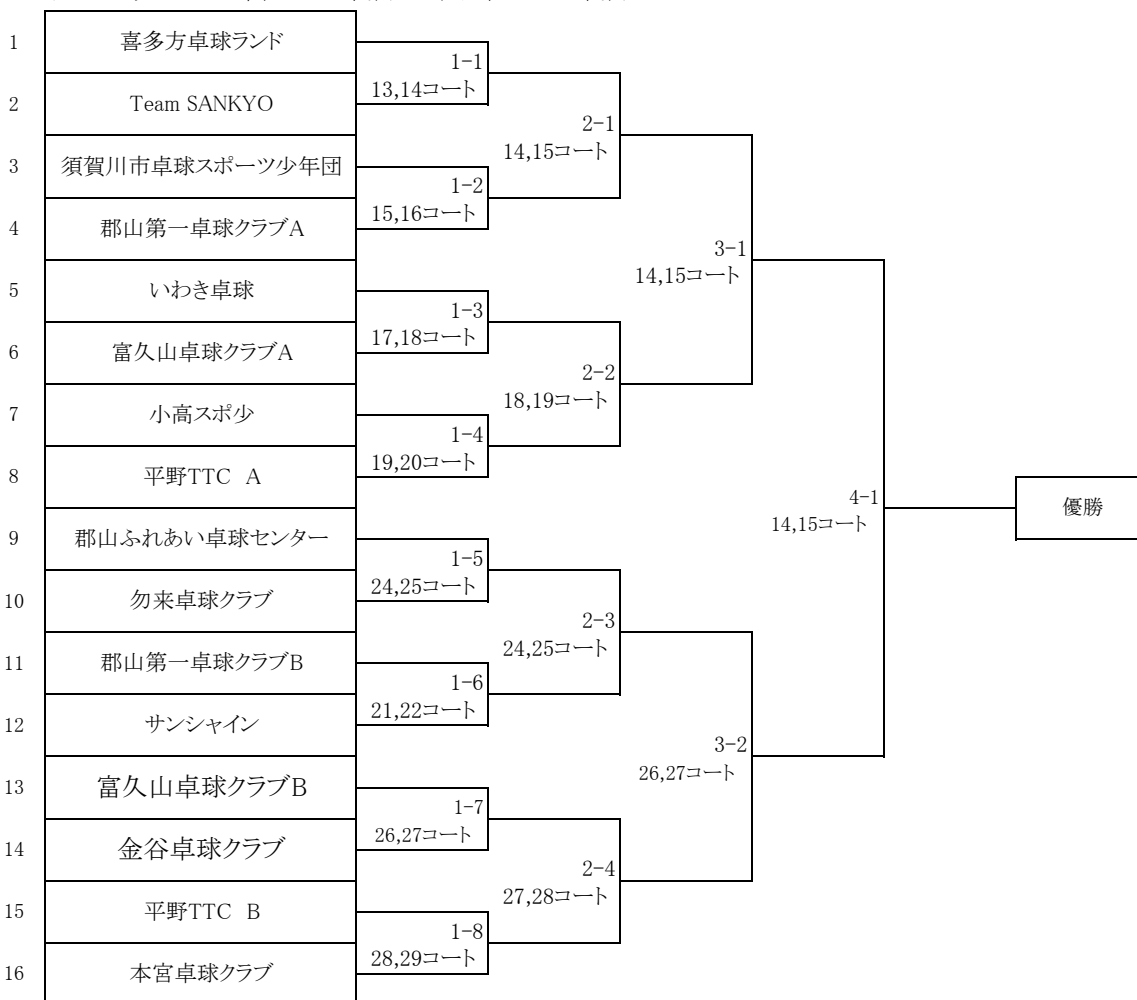 1 喜多方卓球ランド
1-1
13,14コート
2 Team SANKYO
2-1
14,15コート
3 須賀川市卓球スポーツ少年団
1-2
15,16コート
4 郡山第一卓球クラブA
3-1
14,15コート
5 いわき卓球
1-3
17,18コート
6 富久山卓球クラブA
2-2
18,19コート
7 小高スポ少
1-4
19,20コート
8 平野TTC A
4-1
14,15コート
優勝
9 郡山ふれあい卓球センター
1-5
24,25コート
10 勿来卓球クラブ
2-3
24,25コート
11 郡山第一卓球クラブB
1-6
21,22コート
12 サンシャイン
3-2
26,27コート
13 富久山卓球クラブB
1-7
26,27コート
14 金谷卓球クラブ
2-4
27,28コート
15 平野TTC B
1-8
28,29コート
16 本宮卓球クラブ